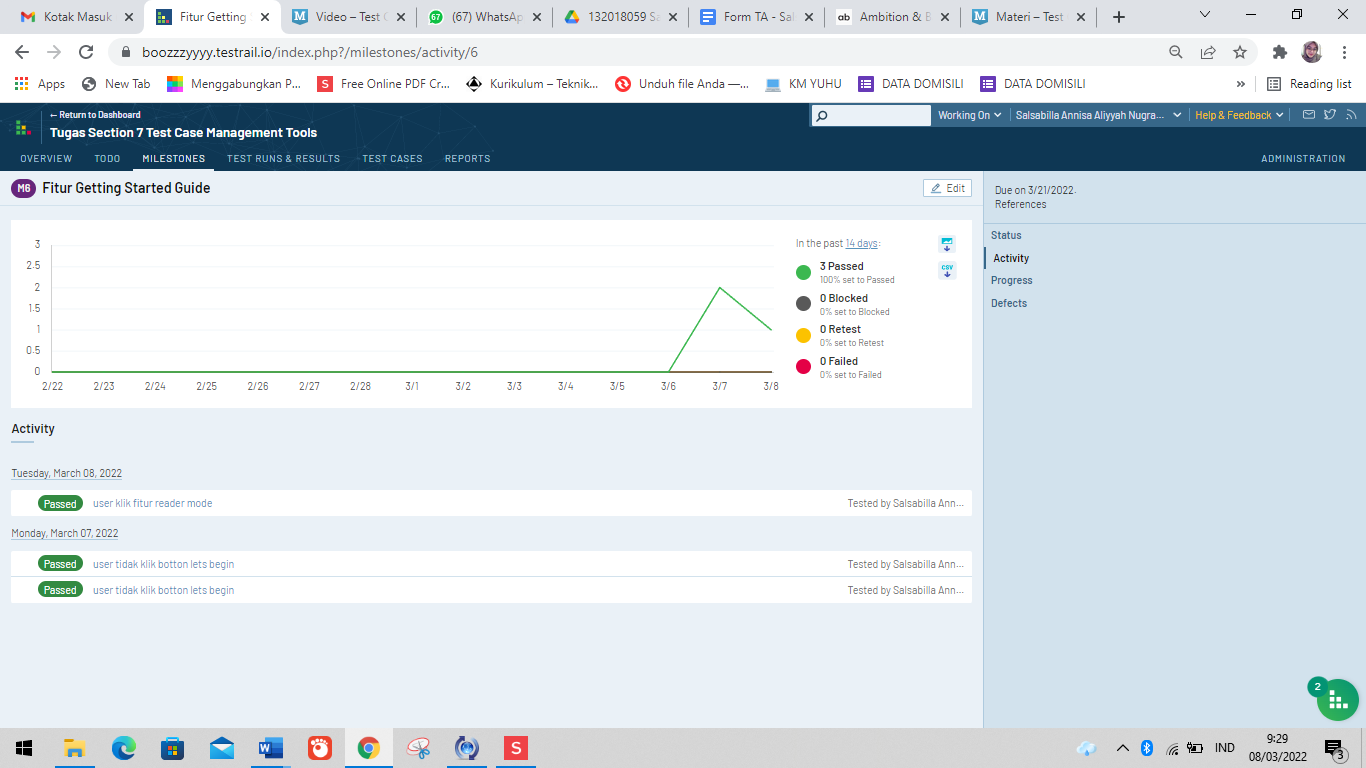 Kotak Masuk
Fitur Getting
Video – Test
(67) WhatsAp
132018059 Sa
Form TA - Sal
Ambition & B
Materi – Test
boozzzyyyy.testrail.io/index.php?/milestones/activity/6
Apps
New Tab
Menggabungkan P...
Free Online PDF Cr...
Kurikulum – Teknik...
Unduh file Anda —...
KM YUHU
DATA DOMISILI
DATA DOMISILI
»
Reading list
← Return to Dashboard
Tugas Section 7 Test Case Management Tools
Working On
Salsabilla Annisa Aliyyah Nugra...
Help & Feedback
OVERVIEW
TODO
MILESTONES
TEST RUNS & RESULTS
TEST CASES
REPORTS
ADMINISTRATION
M6
Fitur Getting Started Guide
Edit
3
2.5
2
1.5
1
0.5
0
2/22
2/23
2/24
2/25
2/26
2/27
2/28
3/1
3/2
3/3
3/4
3/5
3/6
3/7
3/8
In the past 14 days:
CSV
3 Passed
100% set to Passed
0 Blocked
0% set to Blocked
0 Retest
0% set to Retest
0 Failed
0% set to Failed
Due on 3/21/2022.
References
Status
Activity
Progress
Defects
Activity
Tuesday, March 08, 2022
Passed
user klik fitur reader mode
Tested by Salsabilla Ann...
Monday, March 07, 2022
Passed
user tidak klik botton lets begin
Tested by Salsabilla Ann...
Passed
user tidak klik botton lets begin
Tested by Salsabilla Ann...
2
IND
9:29
08/03/2022
3